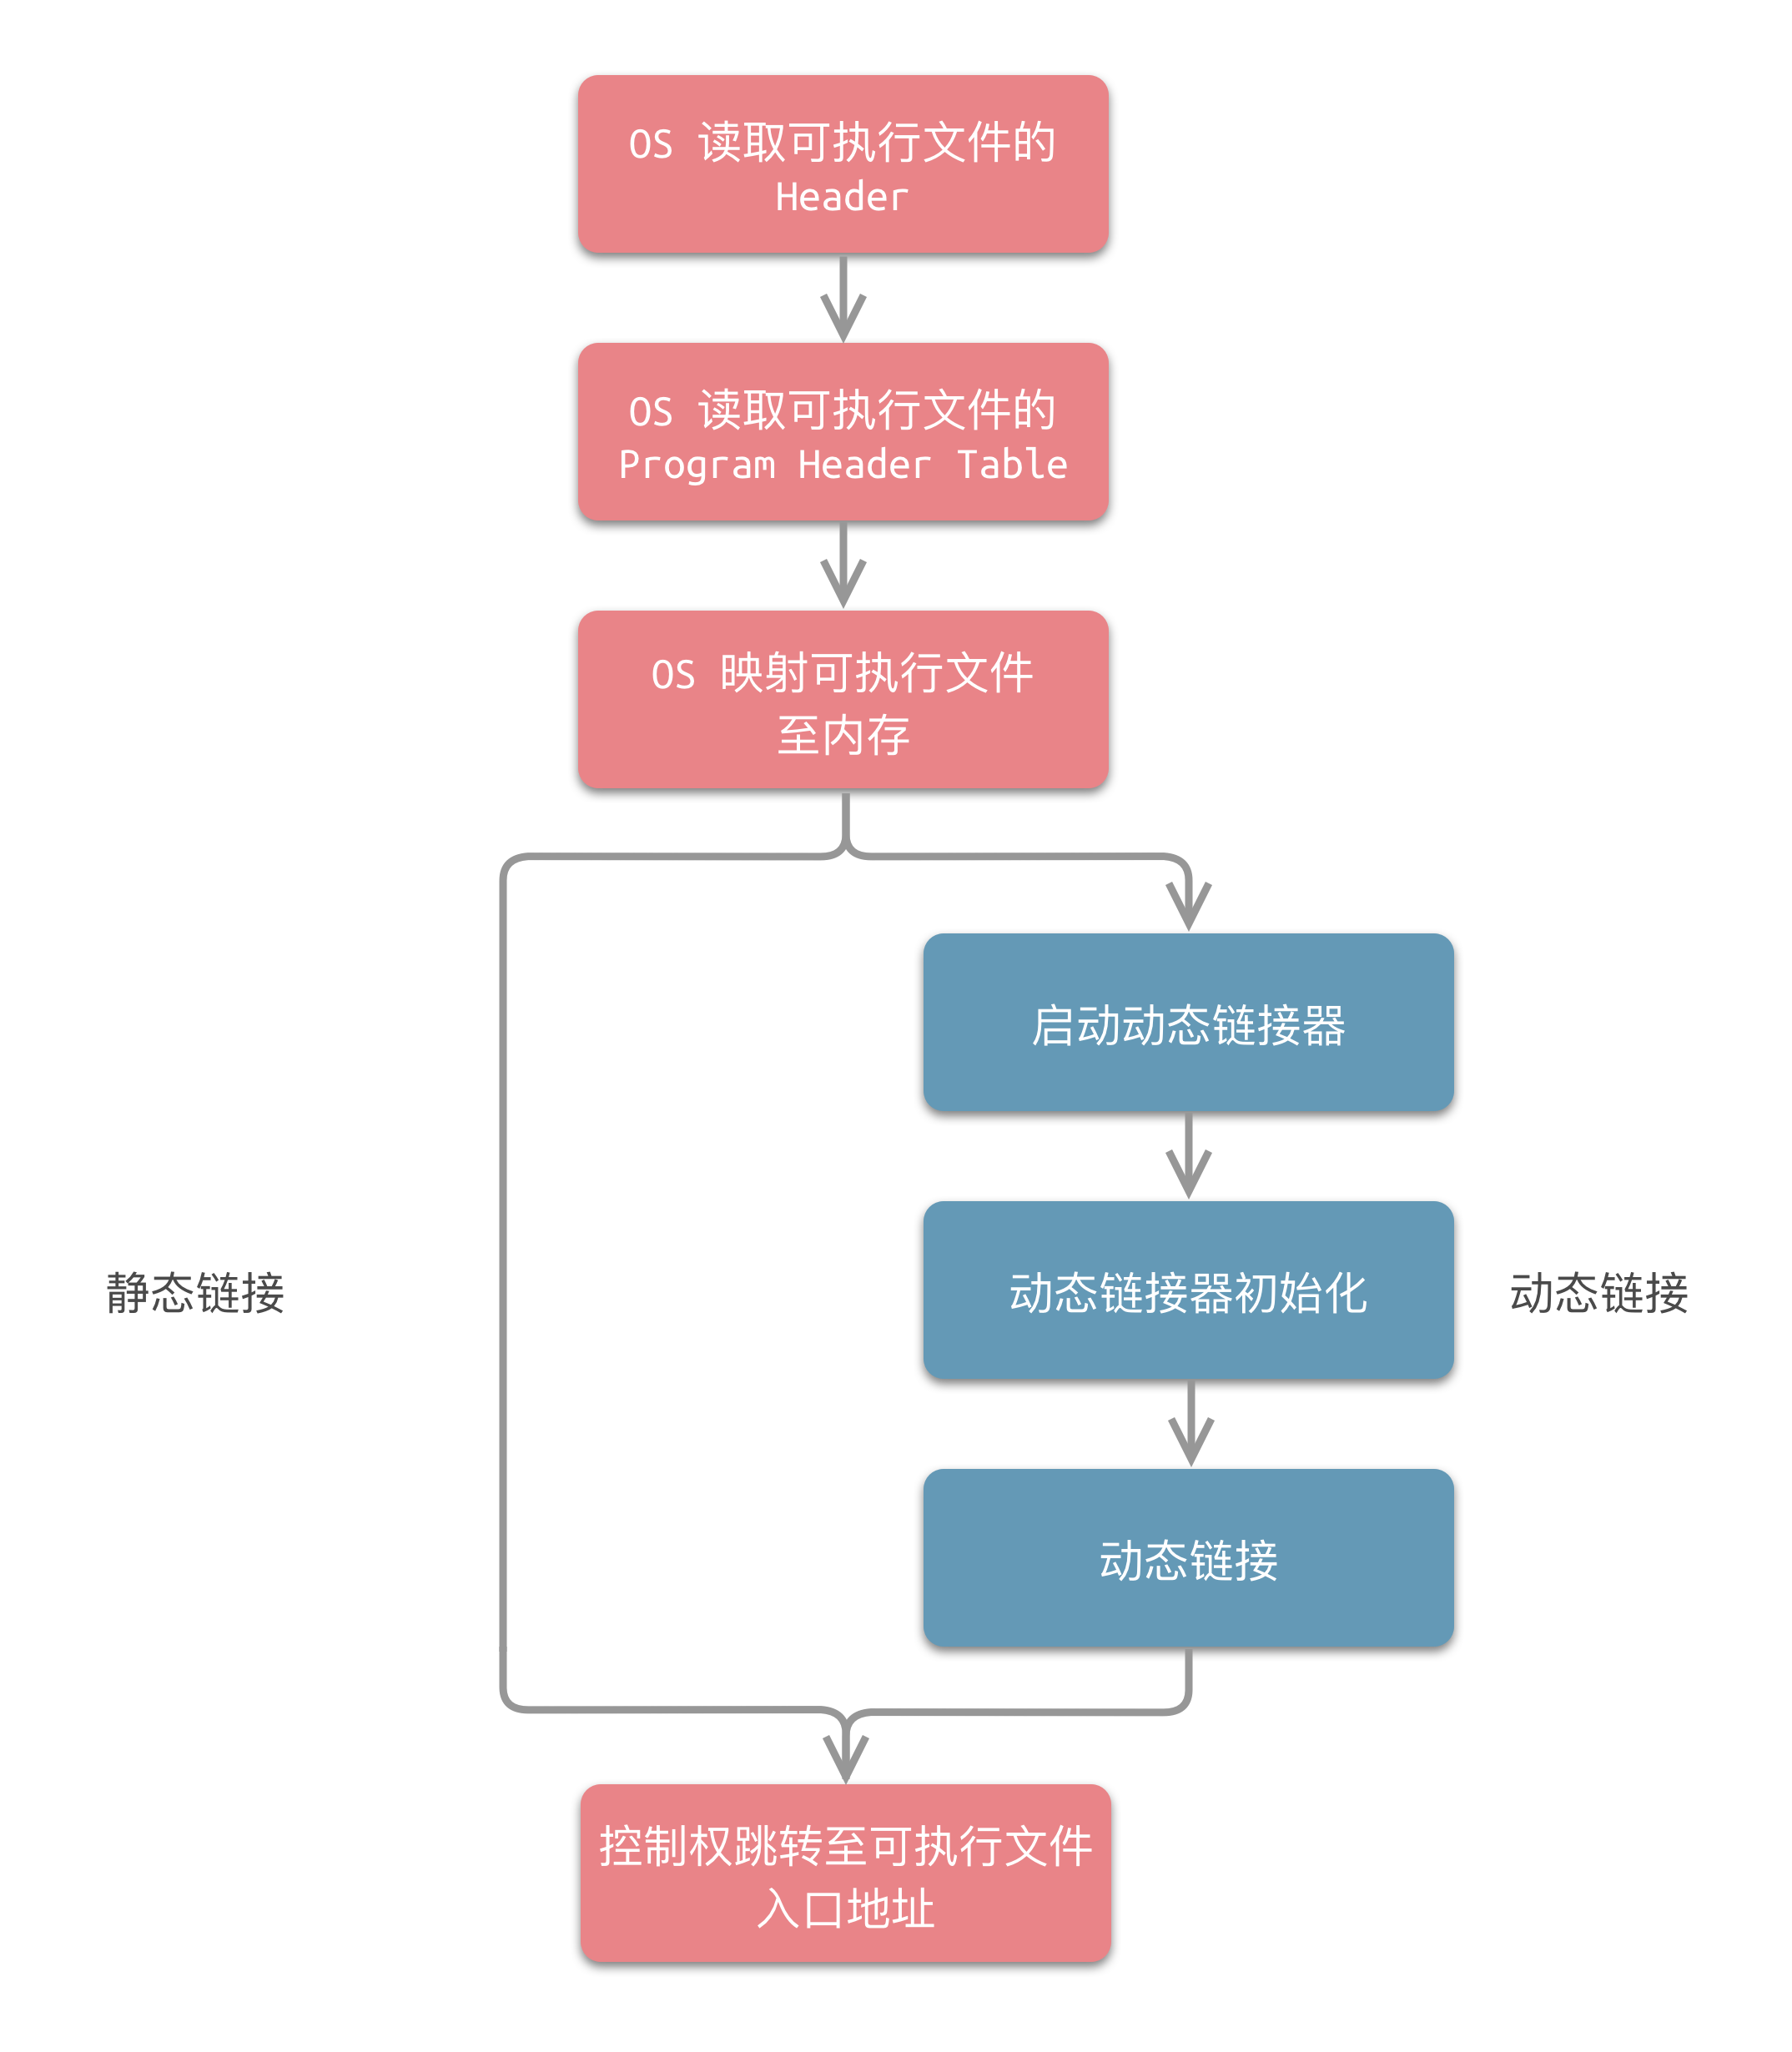 OS 读取可执行文件的
Header
OS 读取可执行文件的
Program Header Table
OS 映射可执行文件
至内存
启动动态链接器
静态链接
动态链接器初始化
动态链接
动态链接
控制权跳转至可执行文件
入口地址